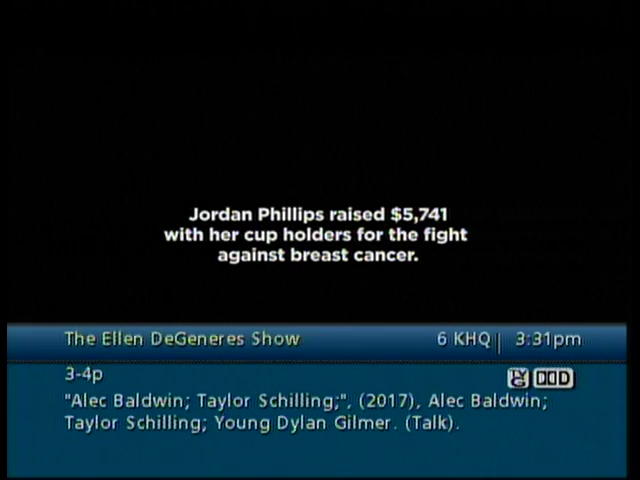 Jordan Phillips raised $5,741
with her cup holders for the fight
against breast cancer.
The Ellen DeGeneres Show 6 KHQ | 3:31pm
3-4p
"Alec Baldwin; Taylor Schilling;", (2017), Alec Baldwin;
Taylor Schilling; Young Dylan Gilmer. (Talk).